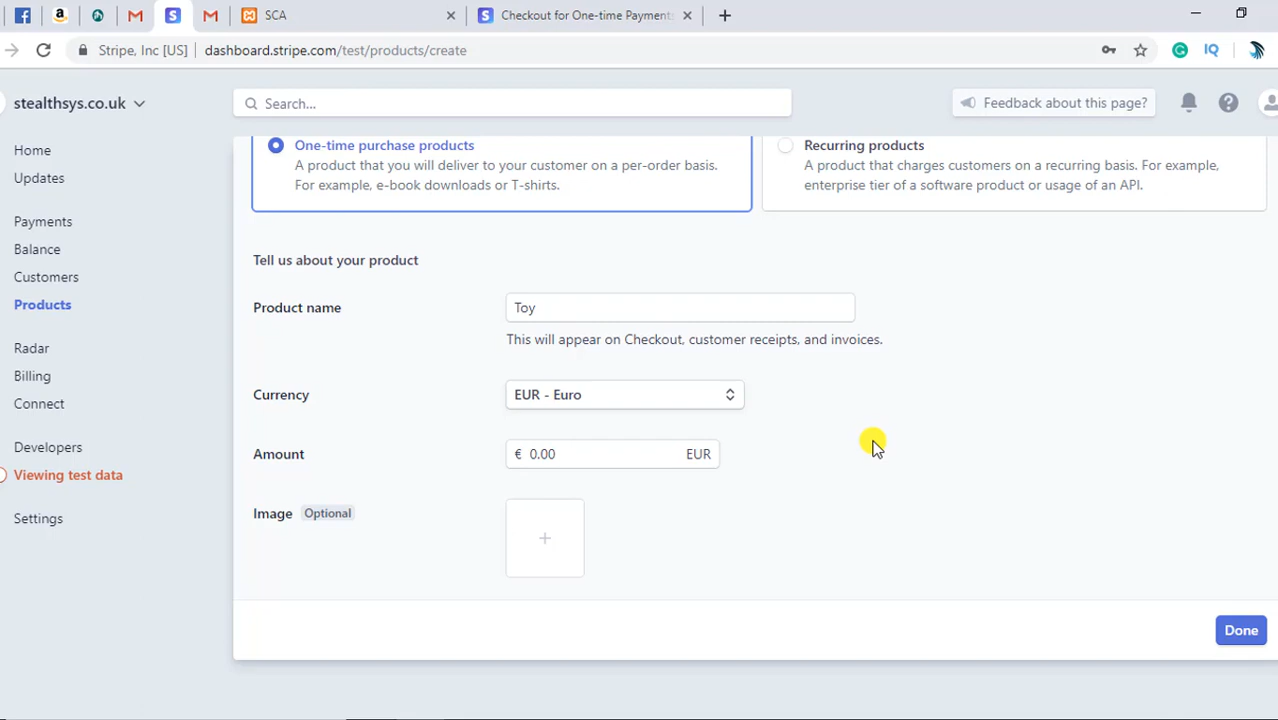 SCA
Checkout for One-time Payment
Stripe, Inc [US]
dashboard.stripe.com/test/products/create
IQ
stealthsys.co.uk
Search...
Feedback about this page?
Home
Updates
Payments
Balance
Customers
Products
Radar
Billing
Connect
Developers
Viewing test data
Settings
One-time purchase products
A product that you will deliver to your customer on a per-order basis.
For example, e-book downloads or T-shirts.
Recurring products
A product that charges customers on a recurring basis. For example,
enterprise tier of a software product or usage of an API.
Tell us about your product
Product name
Toy
This will appear on Checkout, customer receipts, and invoices.
Currency
EUR - Euro
Amount
€ 0.00 EUR
Image Optional
Done